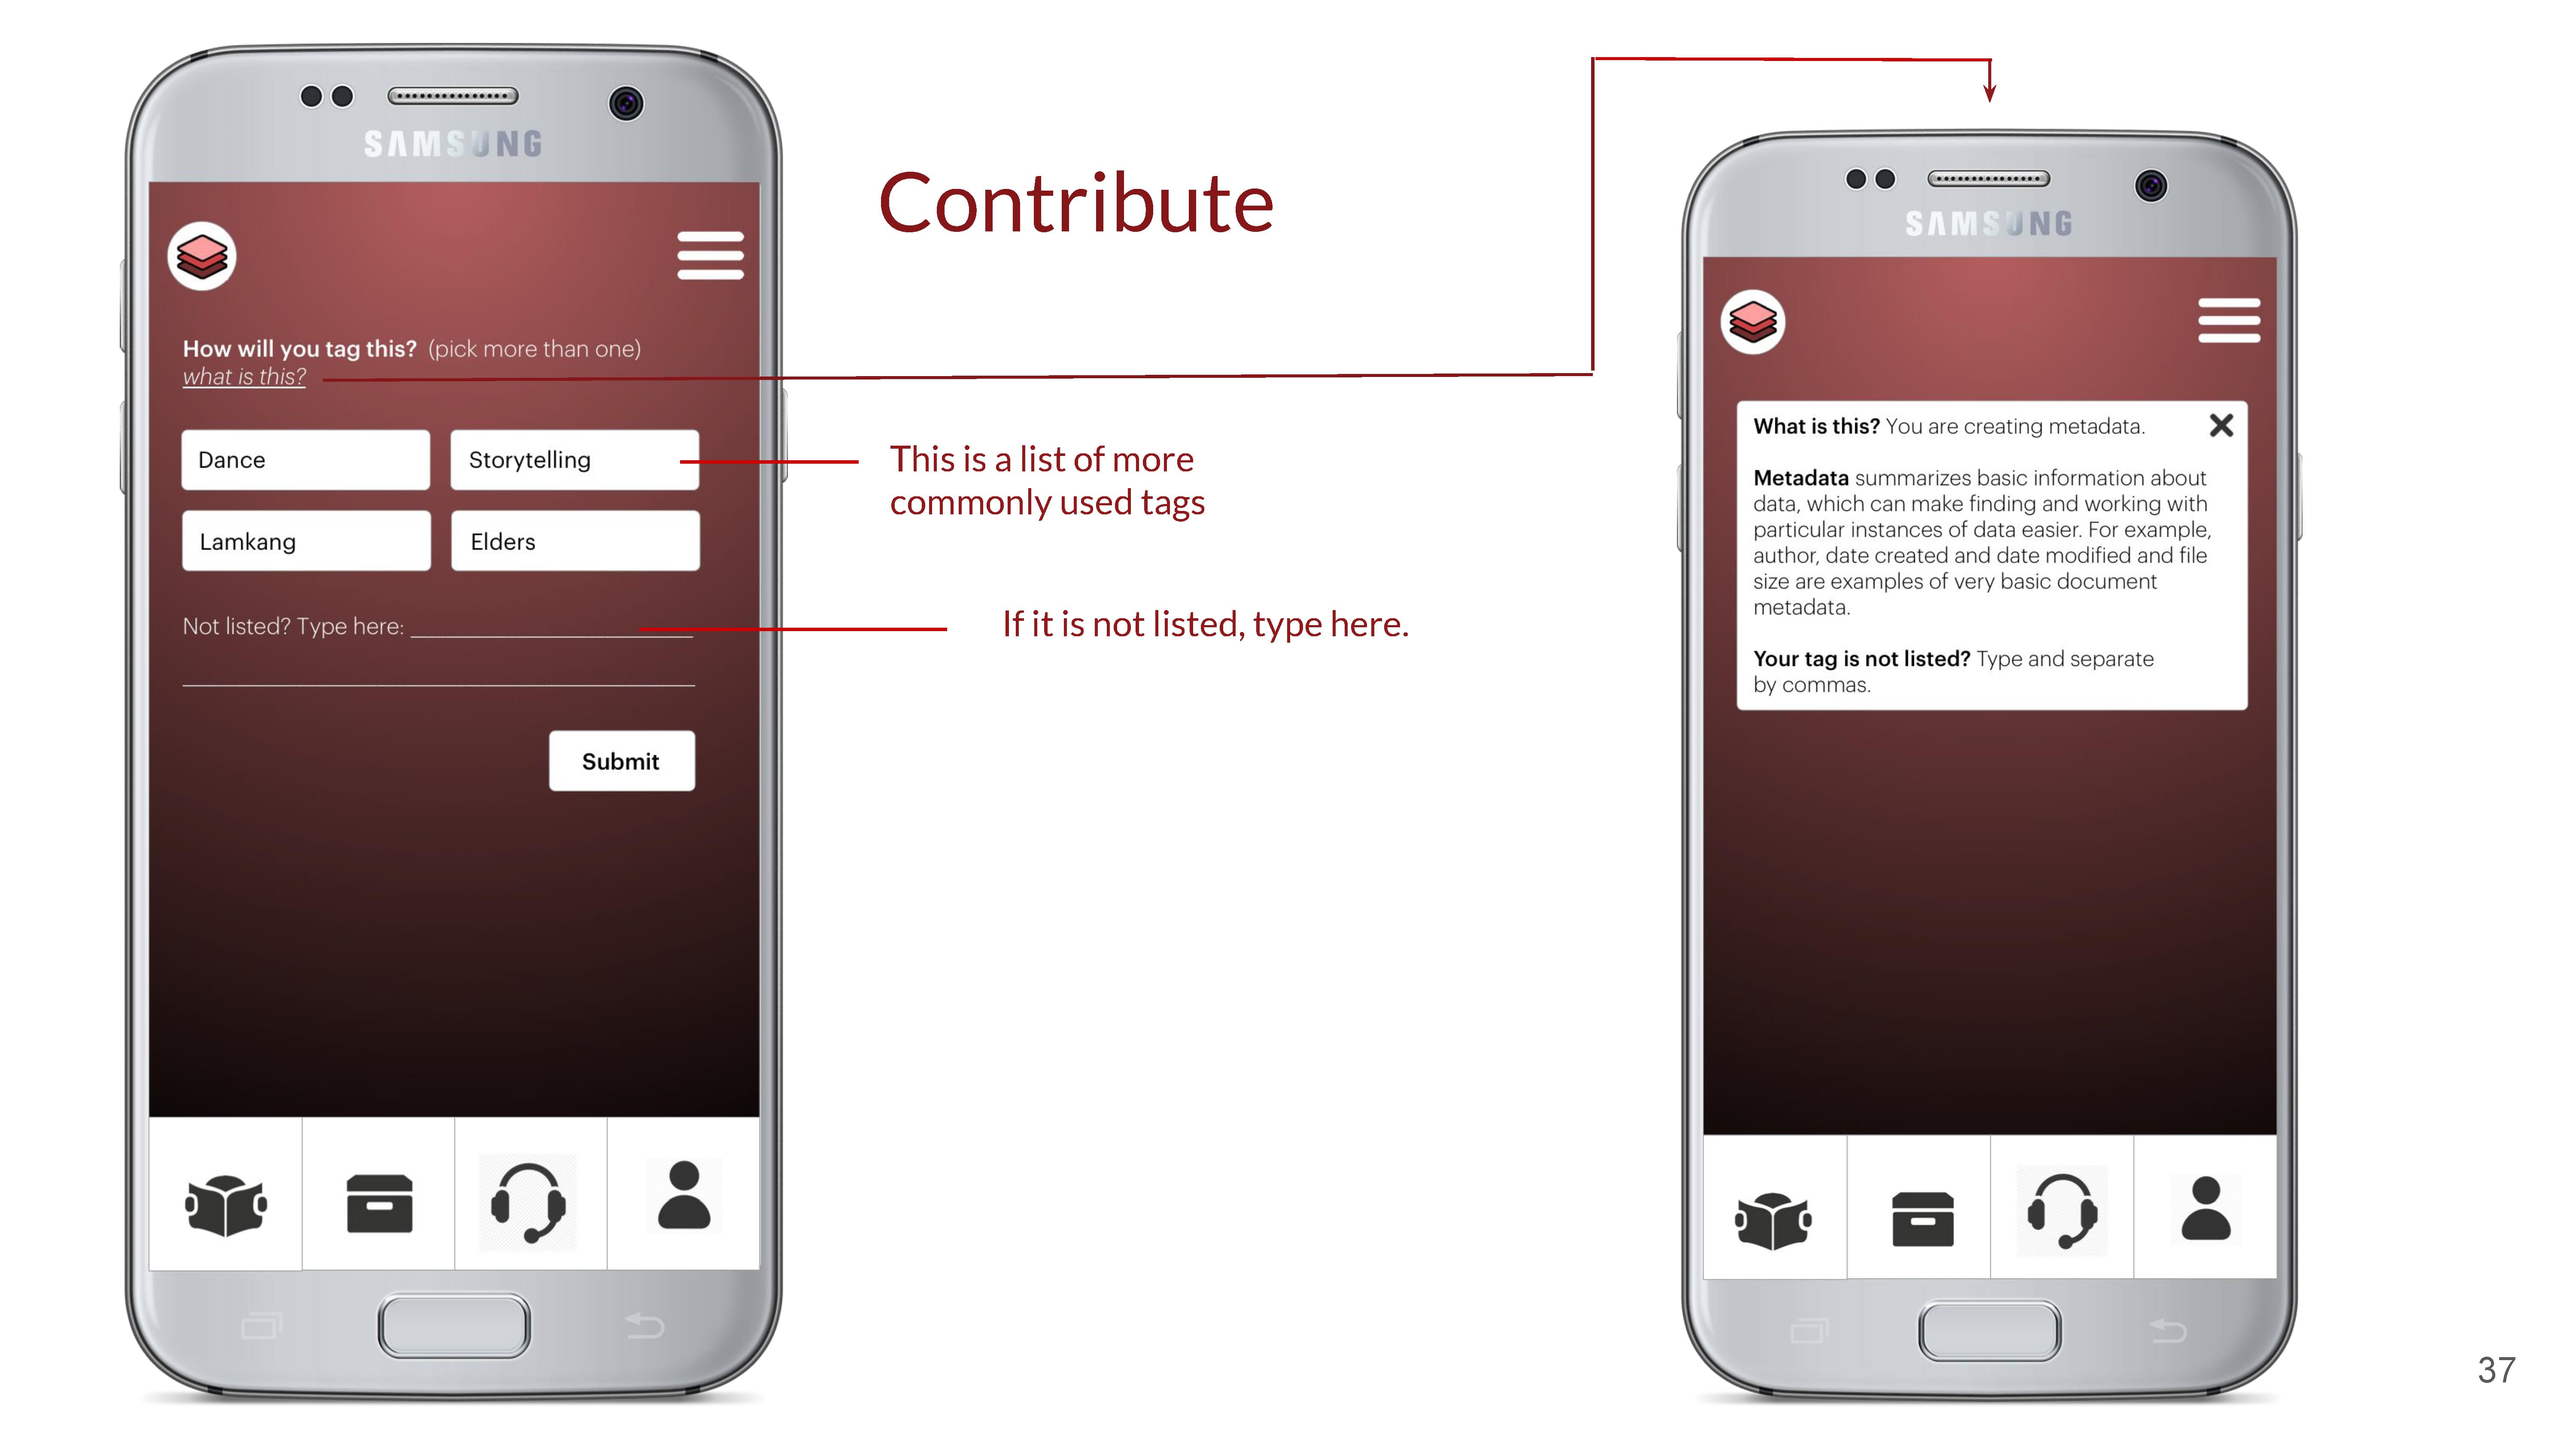 SAMSUNG
How will you tag this? (pick more than one)
what is this?
Dance
Storytelling
Lamkang
Elders
Not listed? Type here: ______________________
________________________________________
Submit
Contribute
This is a list of more
commonly used tags
If it is not listed, type here.
SAMSUNG
What is this? You are creating metadata.
Metadata summarizes basic information about
data, which can make finding and working with
particular instances of data easier. For example,
author, date created and date modified and file
size are examples of very basic document
metadata.
Your tag is not listed? Type and separate
by commas.
37